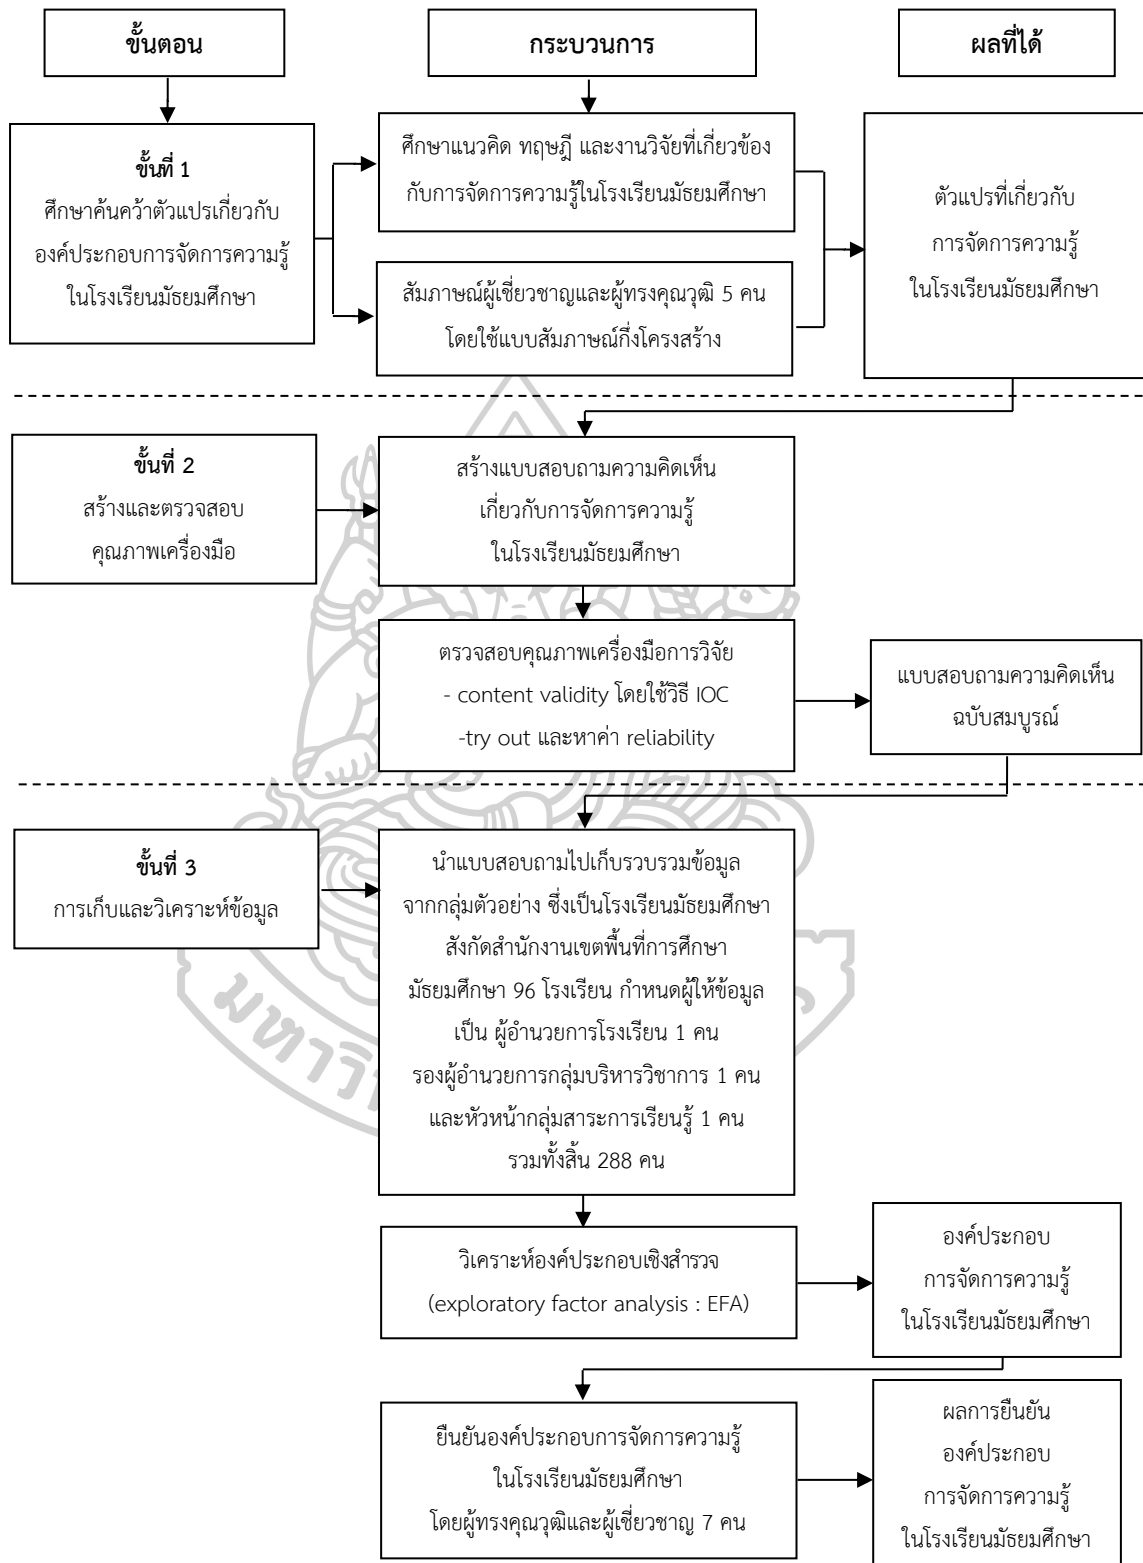 ขั้นตอน
กระบวนการ
ผลที่ได้
ขั้นที่ 1
ศึกษาค้นคว้าตัวแปรเกี่ยวกับ
องค์ประกอบการจัดการความรู้
ในโรงเรียนมัธยมศึกษา
ศึกษาแนวคิด ทฤษฎี และงานวิจัยที่เกี่ยวข้อง
กับการจัดการความรู้ในโรงเรียนมัธยมศึกษา
สัมภาษณ์ผู้เชี่ยวชาญและผู้ทรงคุณวุฒิ 5 คน
โดยใช้แบบสัมภาษณ์กึ่งโครงสร้าง
ตัวแปรที่เกี่ยวกับ
การจัดการความรู้
ในโรงเรียนมัธยมศึกษา
ขั้นที่ 2
สร้างและตรวจสอบ
คุณภาพเครื่องมือ
สร้างแบบสอบถามความคิดเห็น
เกี่ยวกับการจัดการความรู้
ในโรงเรียนมัธยมศึกษา
ตรวจสอบคุณภาพเครื่องมือการวิจัย
- content validity โดยใช้วิธี IOC
-try out และหาค่า reliability
แบบสอบถามความคิดเห็น
ฉบับสมบูรณ์
ขั้นที่ 3
การเก็บและวิเคราะห์ข้อมูล
นำแบบสอบถามไปเก็บรวบรวมข้อมูล
จากกลุ่มตัวอย่าง ซึ่งเป็นโรงเรียนมัธยมศึกษา
สังกัดสำนักงานเขตพื้นที่การศึกษา
มัธยมศึกษา 96 โรงเรียน กำหนดผู้ให้ข้อมูล
เป็น ผู้อำนวยการโรงเรียน 1 คน
รองผู้อำนวยการกลุ่มบริหารวิชาการ 1 คน
และหัวหน้ากลุ่มสาระการเรียนรู้ 1 คน
รวมทั้งสิ้น 288 คน
วิเคราะห์องค์ประกอบเชิงสำรวจ
(exploratory factor analysis : EFA)
องค์ประกอบ
การจัดการความรู้
ในโรงเรียนมัธยมศึกษา
ยืนยันองค์ประกอบการจัดการความรู้
ในโรงเรียนมัธยมศึกษา
โดยผู้ทรงคุณวุฒิและผู้เชี่ยวชาญ 7 คน
ผลการยืนยัน
องค์ประกอบ
การจัดการความรู้
ในโรงเรียนมัธยมศึกษา